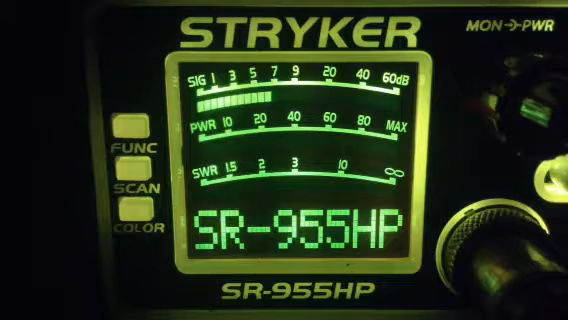 STRYKER
MON PWR
SIG 1 3 5 7 9 20 40 60dB
PWR 10 20 40 60 80 MAX
SWR 1.5 2 3 10 ∞
FUNC
SCAN
COLOR
SR-955HP
SR-955HP